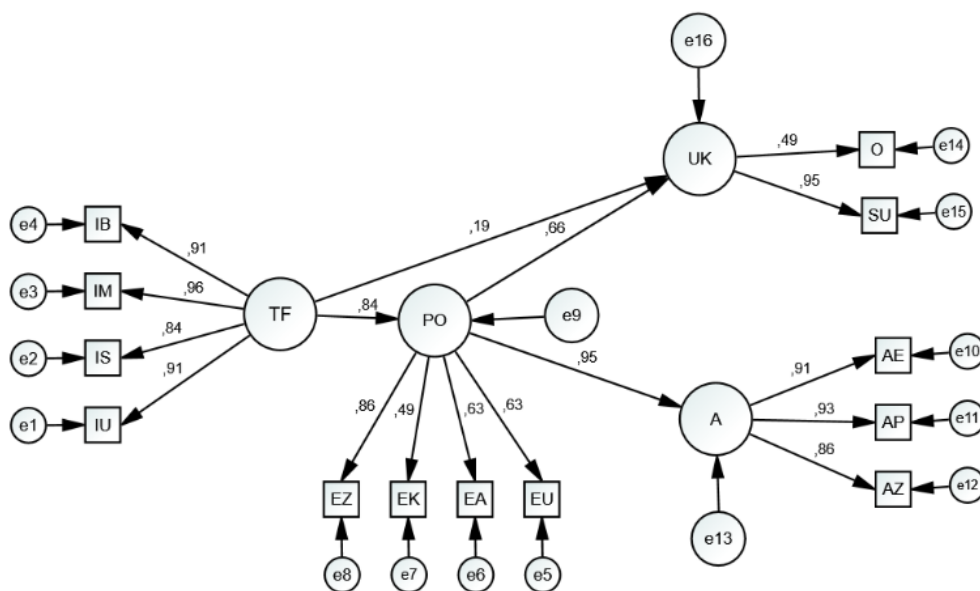 e16
UK
,49
O
e14
,95
SU
e15
e4
IB
,91
,19
,66
e3
IM
,96
TF
,84
PO
e9
e2
IS
,84
,91
e1
IU
,95
,86
,49
,63
,63
A
,91
AE
e10
,93
AP
e11
,86
AZ
e12
EZ
EK
EA
EU
e13
e8
e7
e6
e5